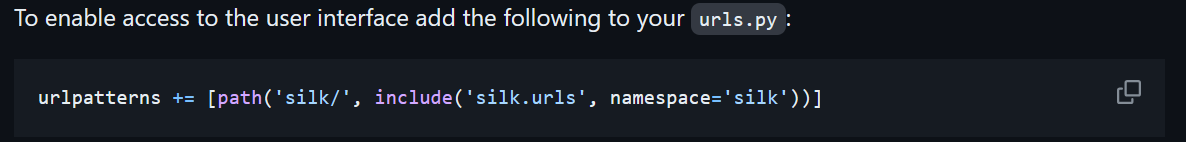 To enable access to the user interface add the following to your urls.py:
urlpatterns += [path('silk/', include('silk.urls', namespace='silk'))]